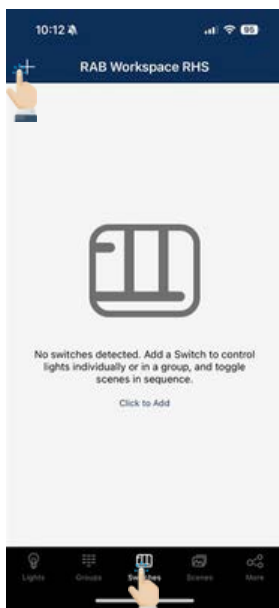 10:12
95
+
RAB Workspace RHS
No switches detected. Add a Switch to control
lights individually or in a group, and toggle
scenes in sequence.
Click to Add
Lights
Groups
Switches
Scenes
More